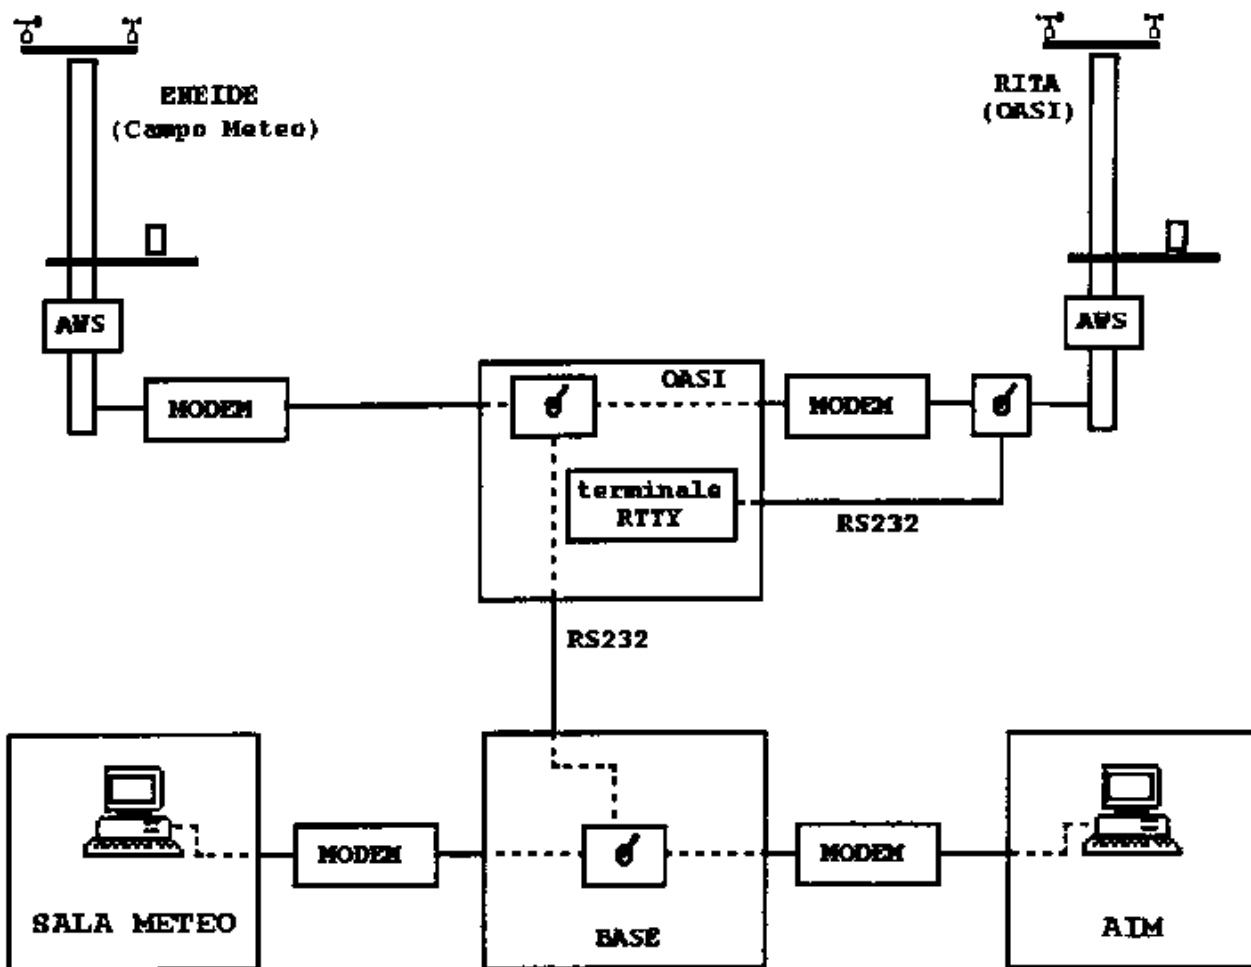 ENEIDE
(Campo Meteo)
RITA
(OASI)
AWS
AWS
MODEM
OASI
MODEM
terminale
RTTY
RS232
RS232
MODEM
MODEM
SALA METEO
BASE
AIM